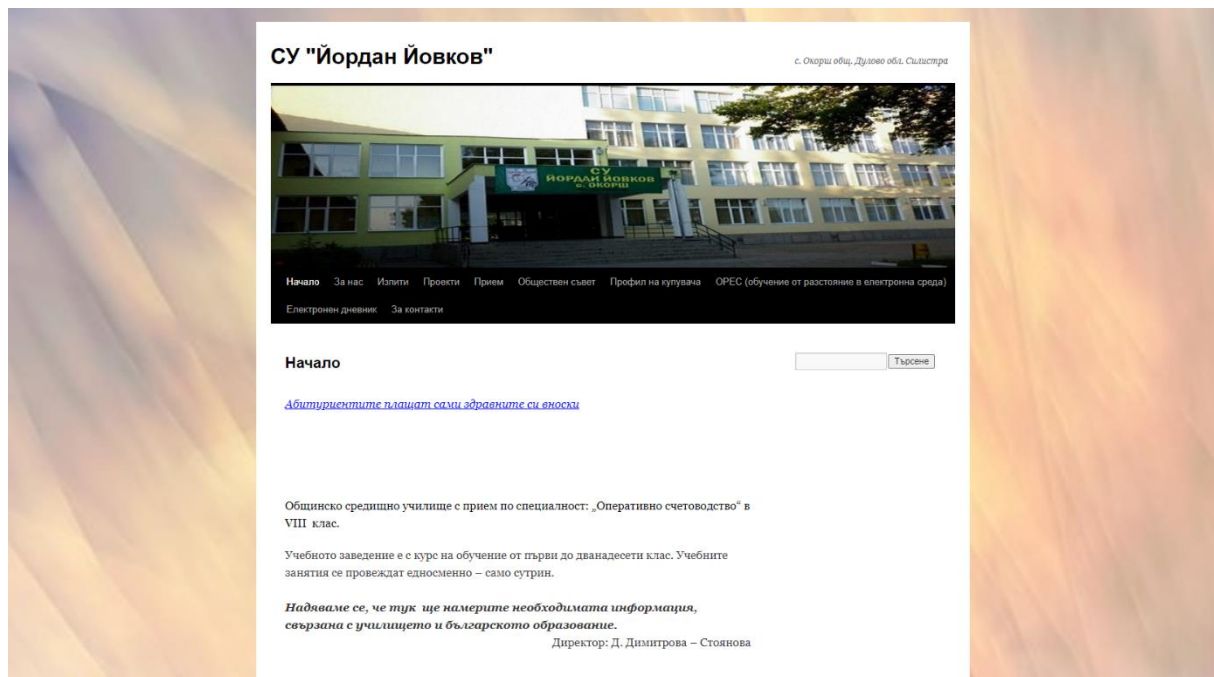 СУ "Йордан Йовков"
с. Окорш общ. Дулово обл. Силистра
СУ
ЙОРДАН ЙОВКОВ
с. ОКОРШ
Начало За нас Изпити Проекти Прием Обществен съвет Профил на купувача ОРЕС (обучение от разстояние в електронна среда)
Електронен дневник За контакти
Начало
Търсене
Абитуриентите плащат сами здравните си вноски
Общинско средищно училище с прием по специалност: „Оперативно счетоводство“ в
VIII клас.
Учебното заведение е с курс на обучение от първи до дванадесети клас. Учебните
занятия се провеждат едносменно – само сутрин.
Надяваме се, че тук ще намерите необходимата информация,
свързана с училището и българското образование.
Директор: Д. Димитрова – Стоянова